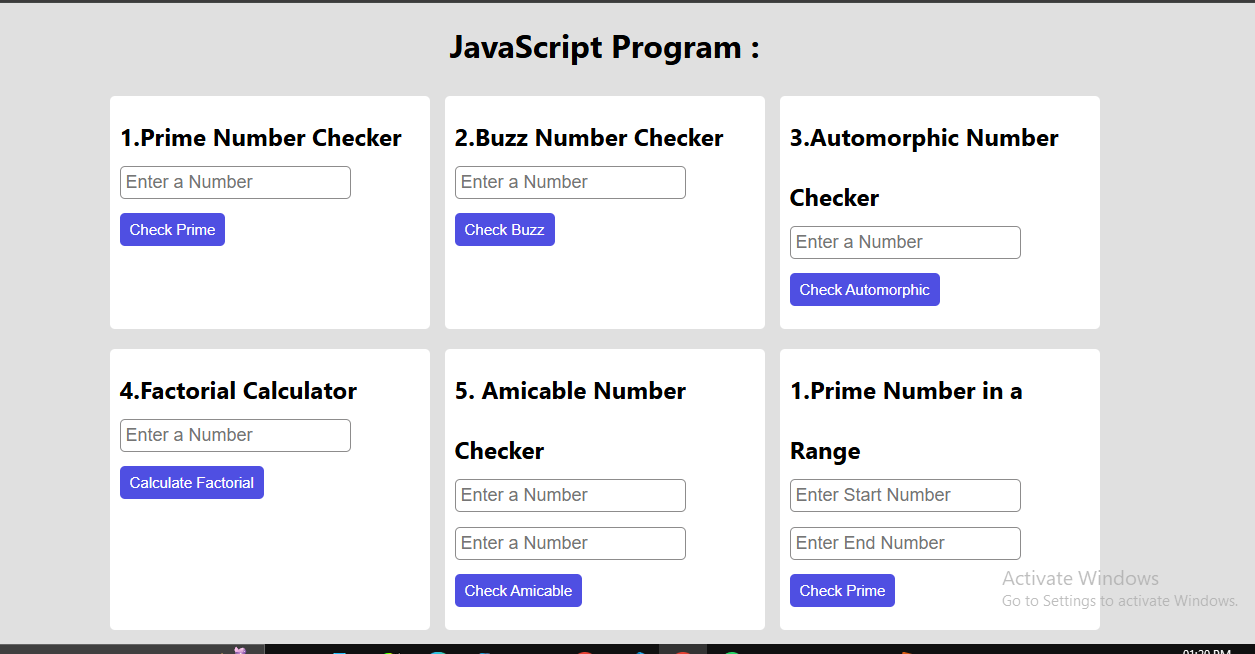 JavaScript Program :
1.Prime Number Checker
Enter a Number
Check Prime
2.Buzz Number Checker
Enter a Number
Check Buzz
3.Automorphic Number
Checker
Enter a Number
Check Automorphic
4.Factorial Calculator
Enter a Number
Calculate Factorial
5. Amicable Number
Checker
Enter a Number
Enter a Number
Check Amicable
1.Prime Number in a
Range
Enter Start Number
Enter End Number
Check Prime
Activate Windows
Go to Settings to activate Windows.